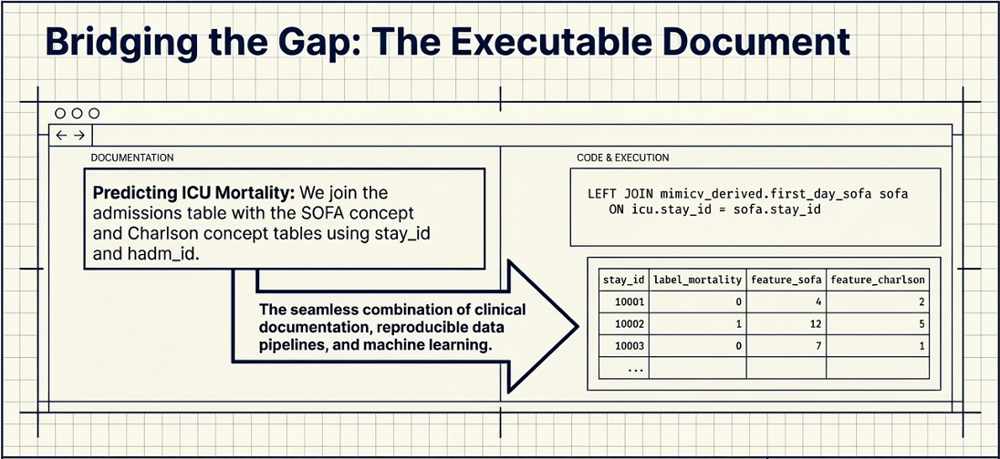 Bridging the Gap: The Executable Document
DOCUMENTATION
Predicting ICU Mortality: We join the
admissions table with the SOFA concept
and Charlson concept tables using stay_id
and hadm_id.
The seamless combination of clinical
documentation, reproducible data
pipelines, and machine learning.
CODE & EXECUTION
LEFT JOIN mimicv_derived.first_day_sofa sofa
ON icu.stay_id = sofa.stay_id
stay_id label_mortality feature_sofa feature_charlson
10001 0 4 2
10002 1 12 5
10003 0 7 1
...